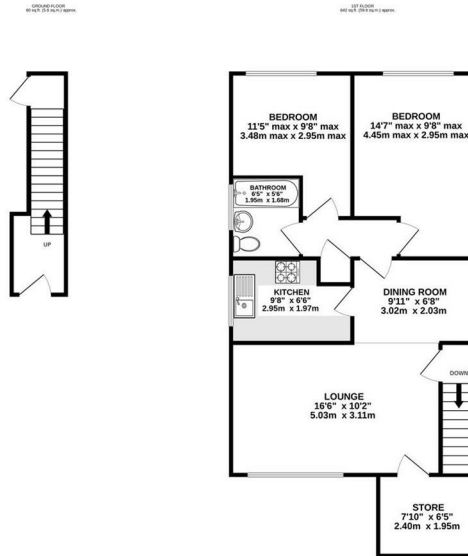 GROUND FLOOR
1ST FLOOR
UP
BEDROOM
11'5" max x 9'8" max
3.48m max x 2.95m max
BEDROOM
14'7" max x 9'8" max
4.45m max x 2.95m max
BATHROOM
6'5" x 5'6"
1.95m x 1.68m
KITCHEN
9'8" x 6'6"
2.95m x 1.97m
DINING ROOM
9'11" x 6'8"
3.02m x 2.03m
DOWN
LOUNGE
16'6" x 10'2"
5.03m x 3.11m
STORE
7'10" x 6'5"
2.40m x 1.95m